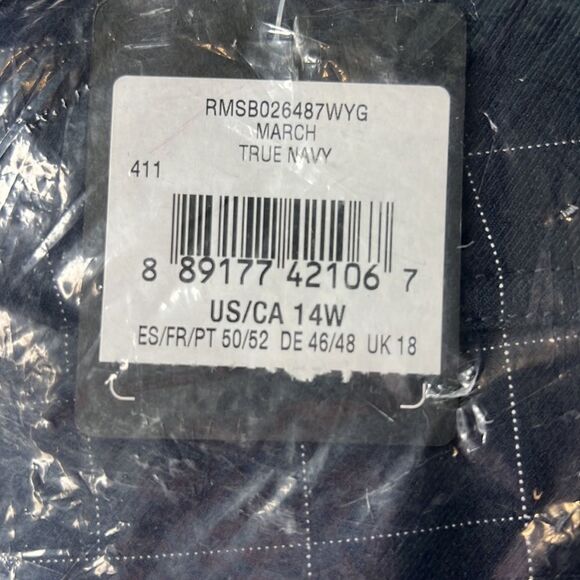 RMSB026487WYG
MARCH
TRUE NAVY
411
8 89177 42106 7
US/CA 14W
ES/FR/PT 50/52 DE 46/48 UK 18